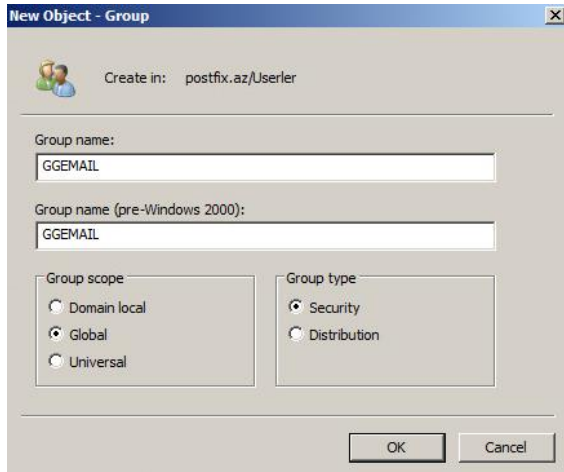 New Object - Group
Create in: postfix.az/Userler
Group name:
GGEMAIL
Group name (pre-Windows 2000):
GGEMAIL
Group scope
Domain local
Global
Universal
Group type
Security
Distribution
OK
Cancel